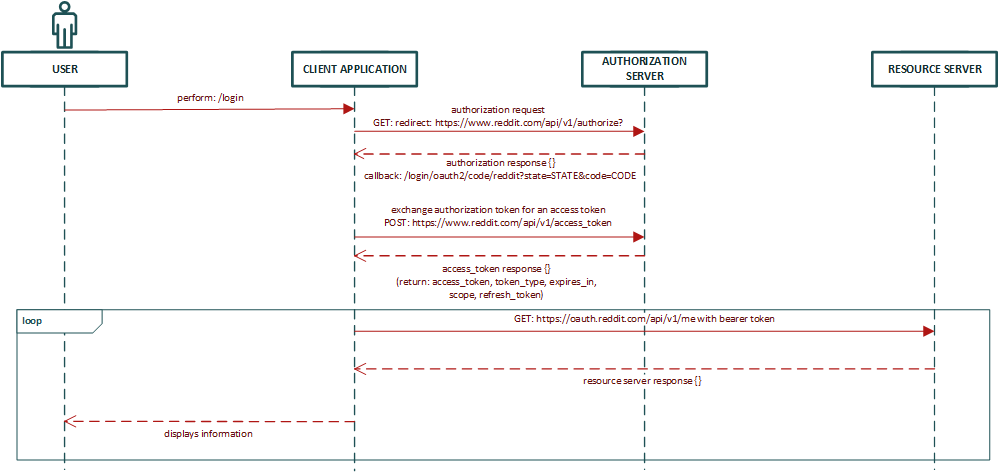 USER
CLIENT APPLICATION
AUTHORIZATION
SERVER
RESOURCE SERVER
perform: /login
authorization request
GET: redirect: https://www.reddit.com/api/v1/authorize?
authorization response {}
callback: /login/oauth2/code/reddit?state=STATE&code=CODE
exchange authorization token for an access token
POST: https://www.reddit.com/api/v1/access_token
access_token response {}
(return: access_token, token_type, expires_in,
scope, refresh_token)
loop
GET: https://oauth.reddit.com/api/v1/me with bearer token
resource server response {}
displays information